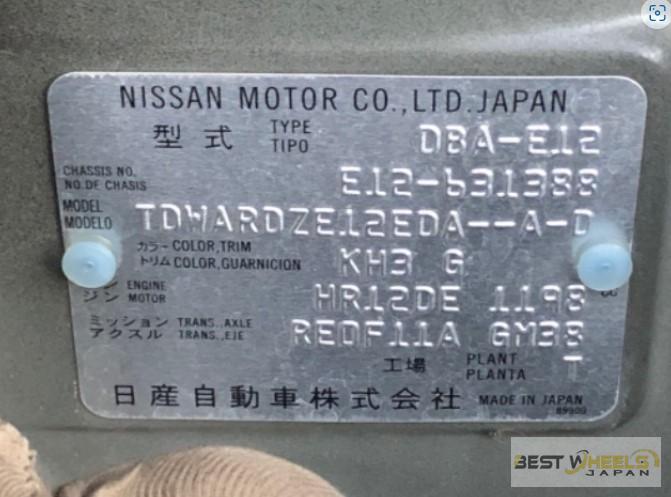 NISSAN MOTOR CO., LTD. JAPAN
型式 TYPE TIPO DBA-E12
CHASSIS NO. NO. DE CHASIS E12-631388
MODEL MODELO TDWARDZE12EDA--A-D
カラー COLOR, TRIM トリム COLOR, GUARNICION KH3 G
ジン ENGINE MOTOR HR12DE 1198 CC
ミッション アクスル TRANS., AXLE TRANS., EJE RE0F11A GM38
工場 PLANT PLANTA T
日産自動車株式会社 MADE IN JAPAN
BEST WHEELS
JAPAN